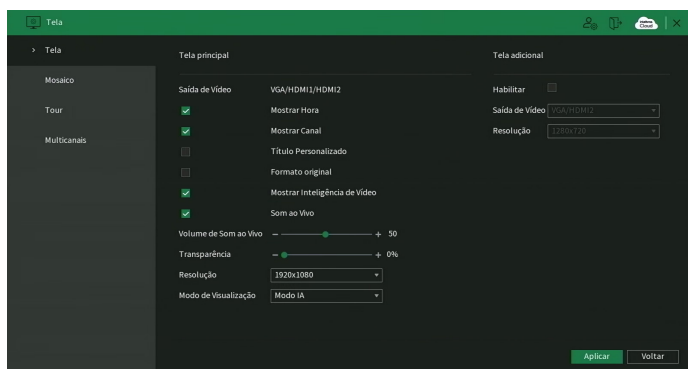 Tela
intelbras Cloud
Tela
Mosaico
Tour
Multicanais
Tela principal
Saída de Vídeo VGA/HDMI1/HDMI2
Mostrar Hora
Mostrar Canal
Título Personalizado
Formato original
Mostrar Inteligência de Vídeo
Som ao Vivo
Volume de Som ao Vivo 50
Transparência 0%
Resolução 1920x1080
Modo de Visualização Modo IA
Tela adicional
Habilitar
Saída de Vídeo VGA/HDMI2
Resolução 1280x720
Aplicar Voltar